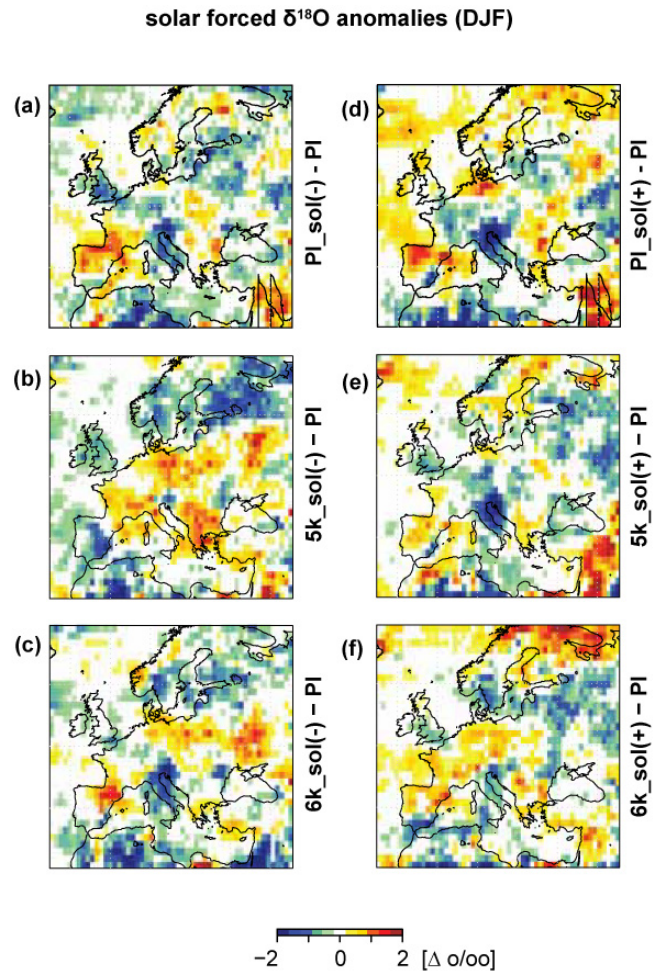 solar forced δ¹⁸O anomalies (DJF)
(a)
PI_sol(-) - PI
(d)
PI_sol(+) - PI
(b)
5k_sol(-) – PI
(e)
5k_sol(+) – PI
(c)
6k_sol(-) – PI
(f)
6k_sol(+) – PI
−2 0 2 [Δ o/oo]